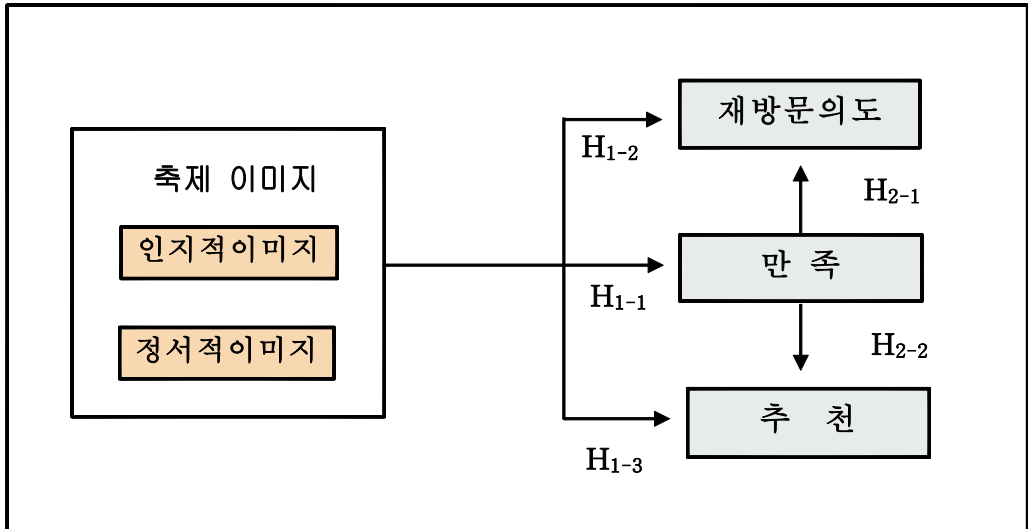 축제 이미지
인지적이미지
정서적이미지
H1-2
H1-1
H1-3
재방문의도
H2-1
만 족
H2-2
추 천